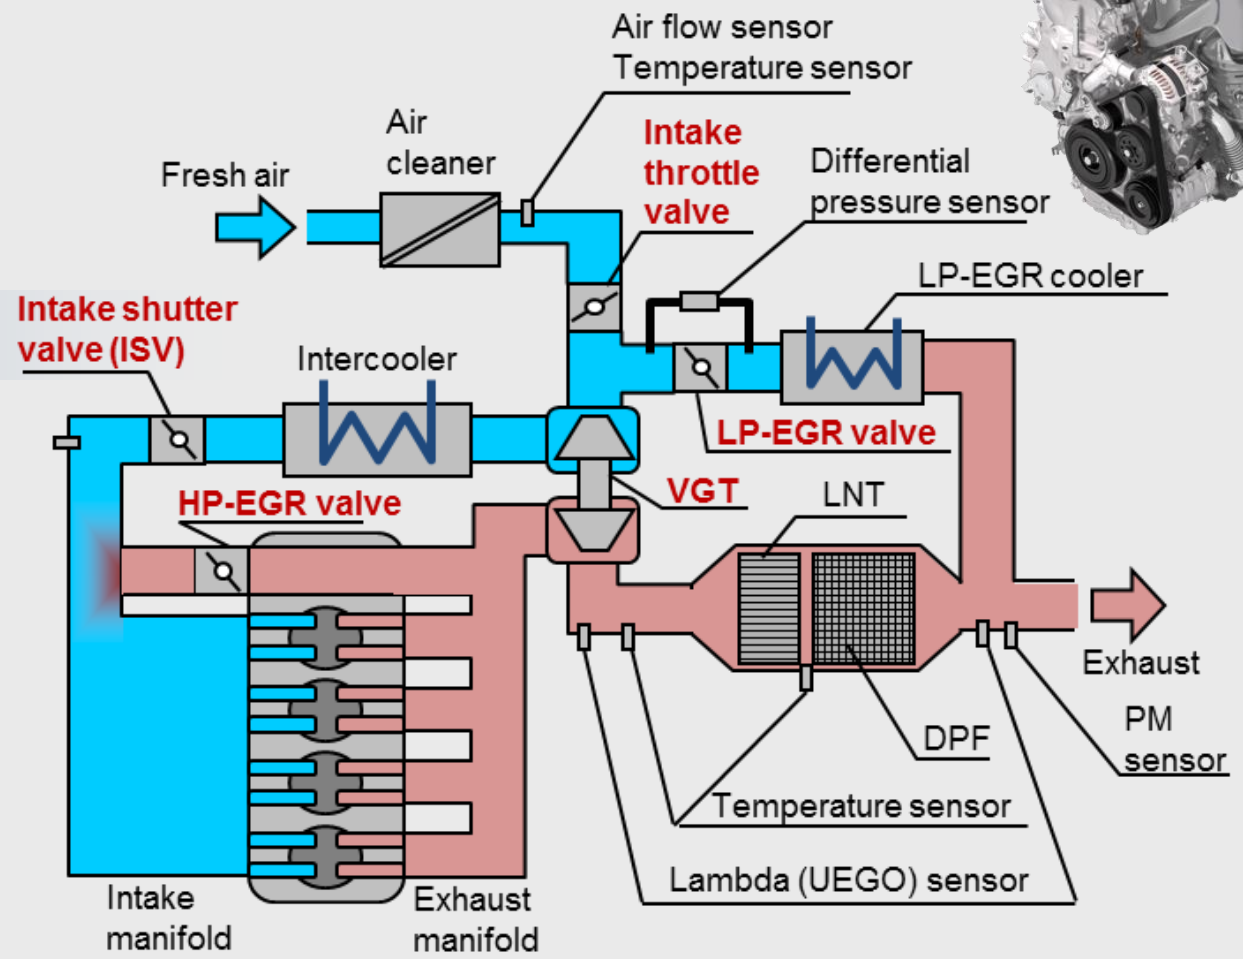 Air flow sensor
Temperature sensor
Air
cleaner
Intake
throttle
valve
Differential
pressure sensor
Fresh air
LP-EGR cooler
Intake shutter
valve (ISV)
Intercooler
LP-EGR valve
HP-EGR valve
VGT
LNT
Exhaust
PM
sensor
DPF
Temperature sensor
Lambda (UEGO) sensor
Intake
manifold
Exhaust
manifold